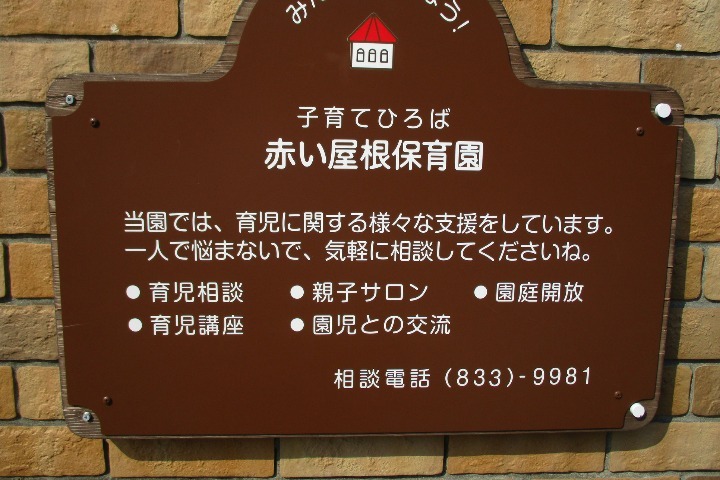 子育てひろば
赤い屋根保育園
当園では、育児に関する様々な支援をしています。
一人で悩まないで、気軽に相談してくださいね。
●育児相談 ●親子サロン ●園庭開放
●育児講座 ●園児との交流
相談電話 (833)-9981